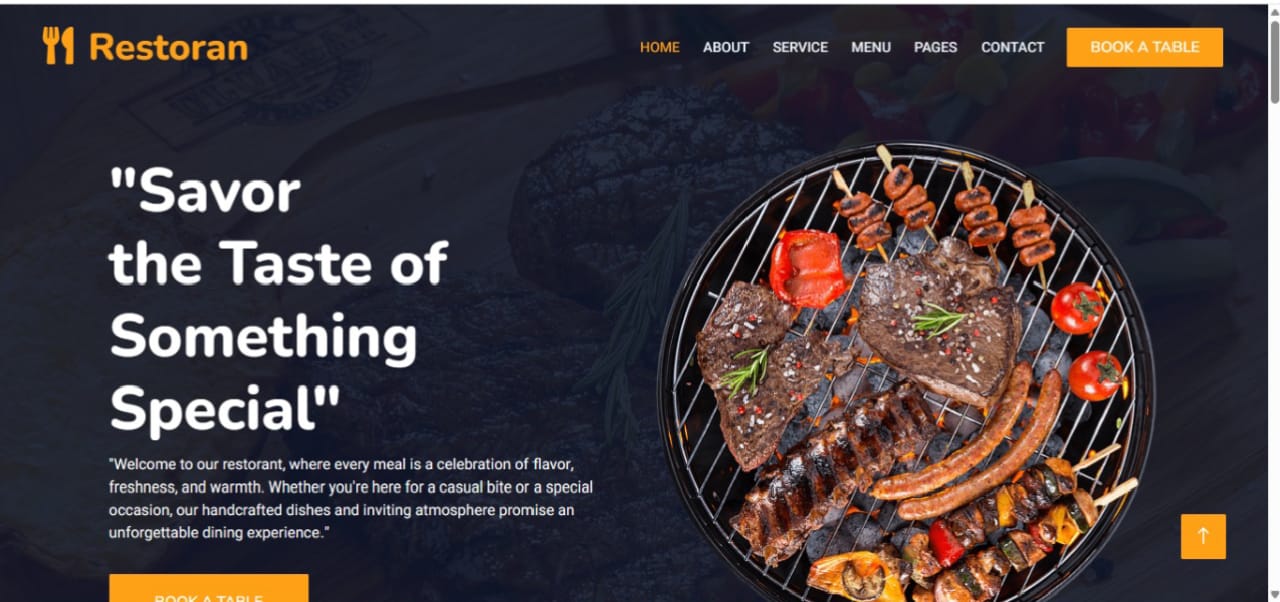 Restoran
HOME ABOUT SERVICE MENU PAGES CONTACT BOOK A TABLE
"Savor
the Taste of
Something
Special"
"Welcome to our restorant, where every meal is a celebration of flavor,
freshness, and warmth. Whether you're here for a casual bite or a special
occasion, our handcrafted dishes and inviting atmosphere promise an
unforgettable dining experience."
BOOK A TABLE